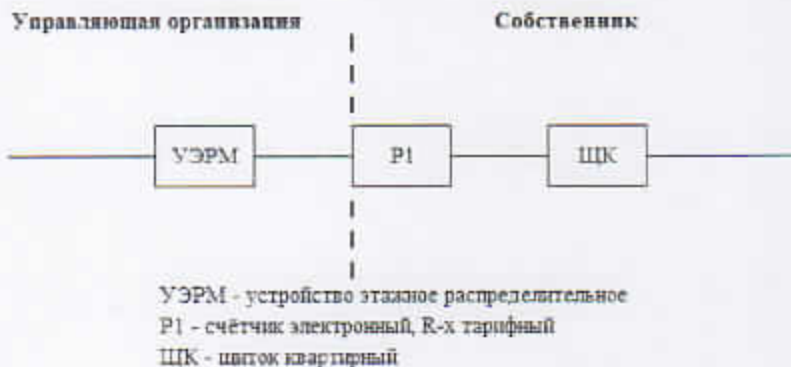 Управляющая организация
Собственник
УЭРМ
Р1
ЩК
УЭРМ - устройство этажное распределительное
Р1 - счётчик электронный, R-х тарифный
ЩК - щиток квартирный